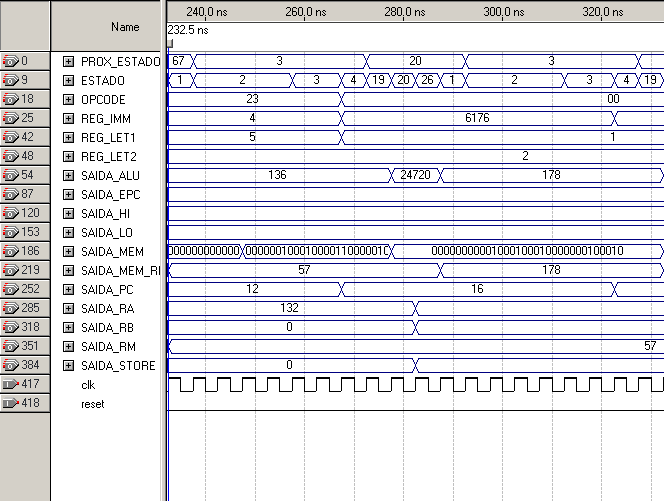 Name
240.0 ns 260.0 ns 280.0 ns 300.0 ns 320.0 ns
232.5 ns
0 PROX_ESTADO 67 3 20 3
9 ESTADO 1 2 3 4 19 20 26 1 2 3 4 19
18 OPCODE 23 00
25 REG_IMM 4 6176
42 REG_LET1 5 1
48 REG_LET2 2
54 SAIDA_ALU 136 24720 178
87 SAIDA_EPC
120 SAIDA_HI
153 SAIDA_LO
186 SAIDA_MEM
219 SAIDA_MEM_RI 57 178
252 SAIDA_PC 12 16
285 SAIDA_RA 132
318 SAIDA_RB 0
351 SAIDA_RM 57
384 SAIDA_STORE 0
417 clk
418 reset